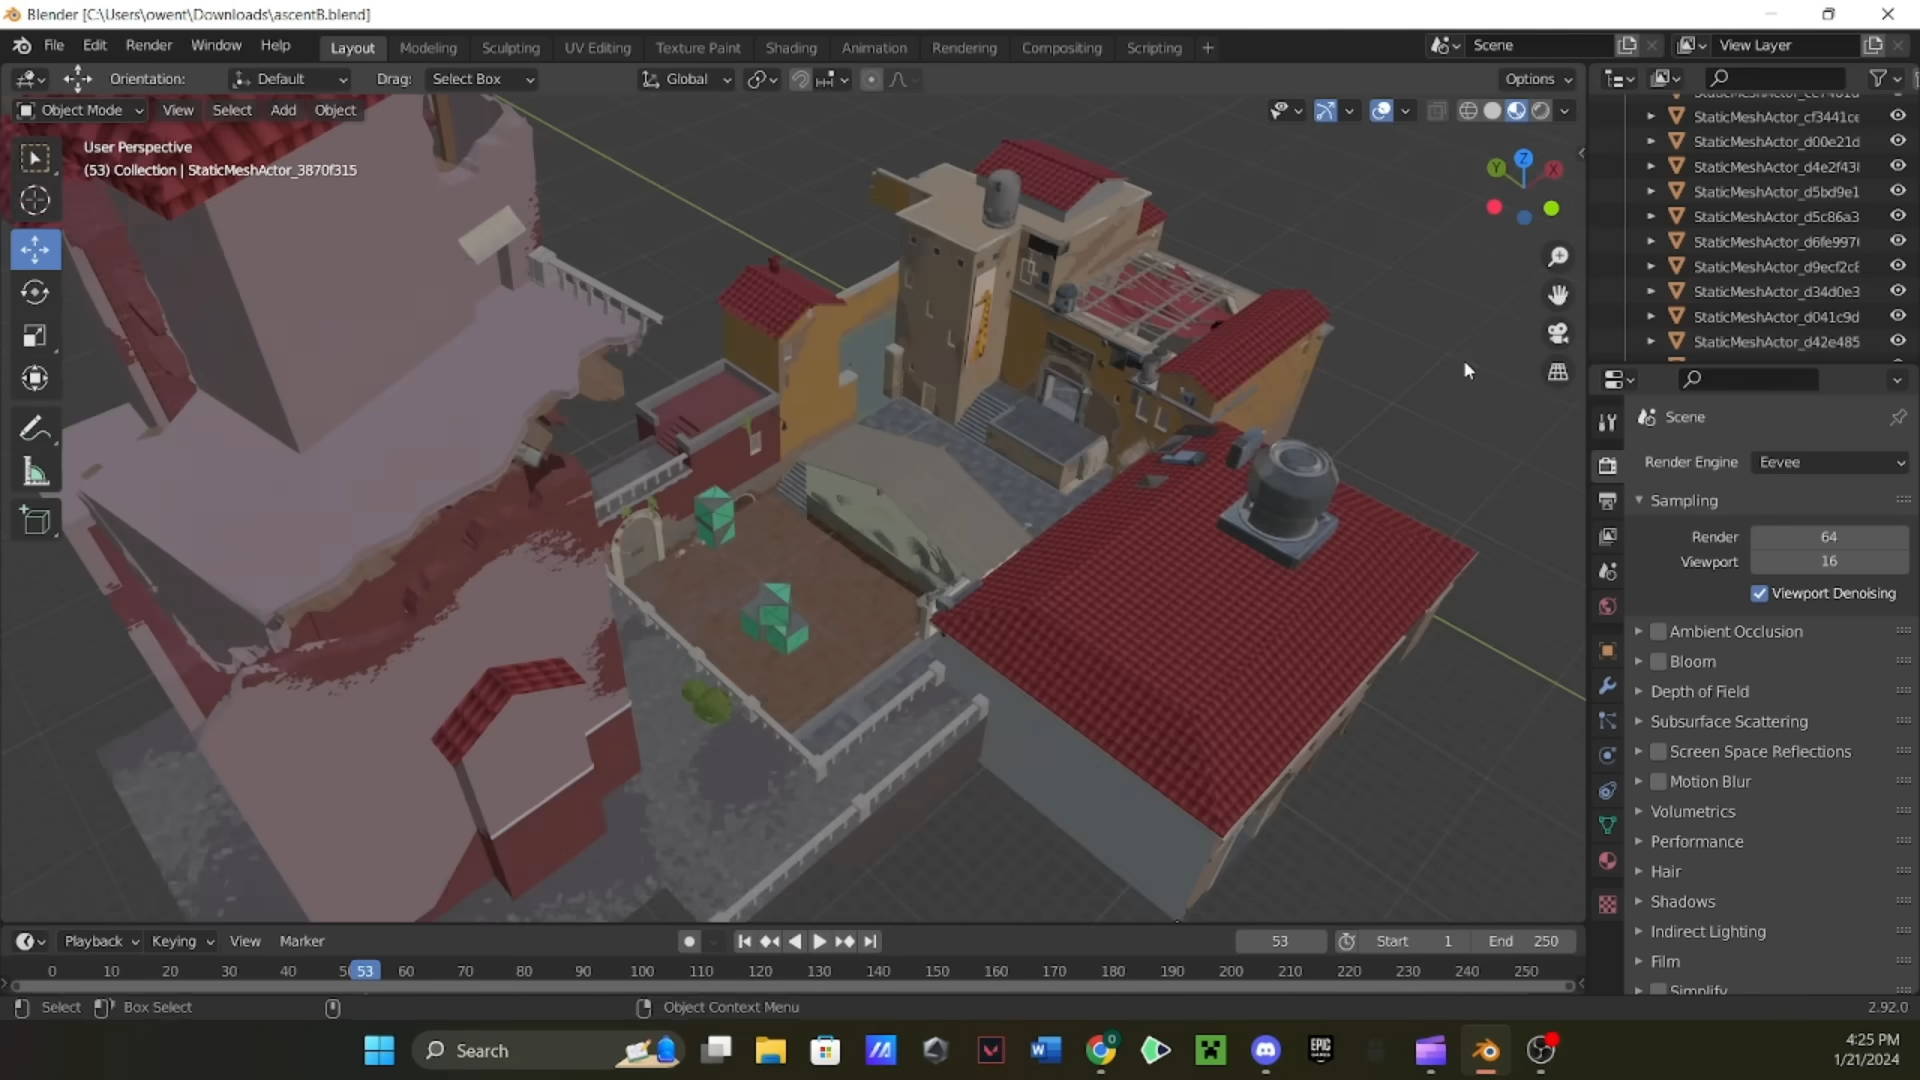 Blender [C:\Users\owent\Downloads\ascentB.blend]
File Edit Render Window Help
Layout Modeling Sculpting UV Editing Texture Paint Shading Animation Rendering Compositing Scripting +
Scene
View Layer
Orientation: Default Drag: Select Box
Global
Options
Object Mode View Select Add Object
User Perspective
(53) Collection | StaticMeshActor_3870f315
Z
Y
X
StaticMeshActor_cf3441ce
StaticMeshActor_d00e21d
StaticMeshActor_d4e2f43
StaticMeshActor_d5bd9e1
StaticMeshActor_d5c86a3
StaticMeshActor_d6fe997
StaticMeshActor_d9ecf2c
StaticMeshActor_d34d0e3
StaticMeshActor_d041c9d
StaticMeshActor_d42e485
Scene
Render Engine Eevee
Sampling
Render 64
Viewport 16
Viewport Denoising
Ambient Occlusion
Bloom
Depth of Field
Subsurface Scattering
Screen Space Reflections
Motion Blur
Volumetrics
Performance
Hair
Shadows
Indirect Lighting
Film
Simplify
Playback Keying View Marker
53 Start 1 End 250
0 10 20 30 40 53 60 70 80 90 100 110 120 130 140 150 160 170 180 190 200 210 220 230 240 250
Select Box Select Object Context Menu 2.92.0
Search
EPIC GAMES
4:25 PM
1/21/2024